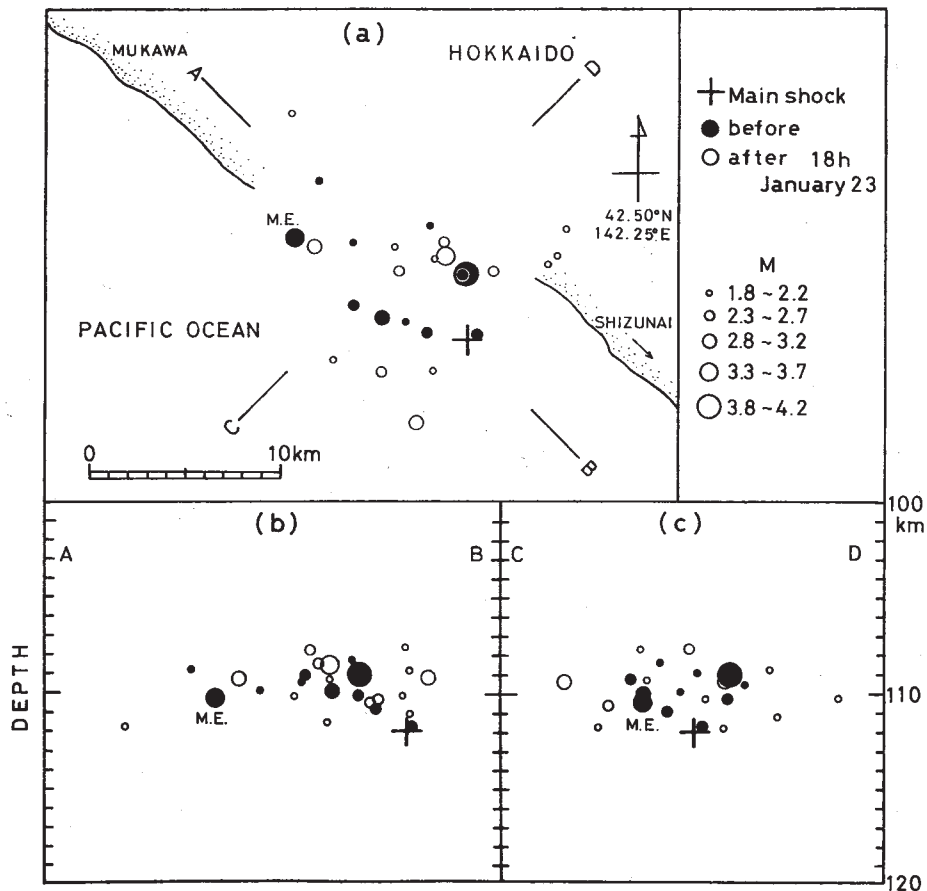 (a)
MUKAWA
HOKKAIDO
A
D
M.E.
42.50°N
142.25°E
PACIFIC OCEAN
SHIZUNAI
C
B
0 10km
Main shock
before
after 18h
January 23
M
1.8 ~ 2.2
2.3 ~ 2.7
2.8 ~ 3.2
3.3 ~ 3.7
3.8 ~ 4.2
(b)
A B
M.E.
DEPTH
(c)
C D
M.E.
100
km
110
120